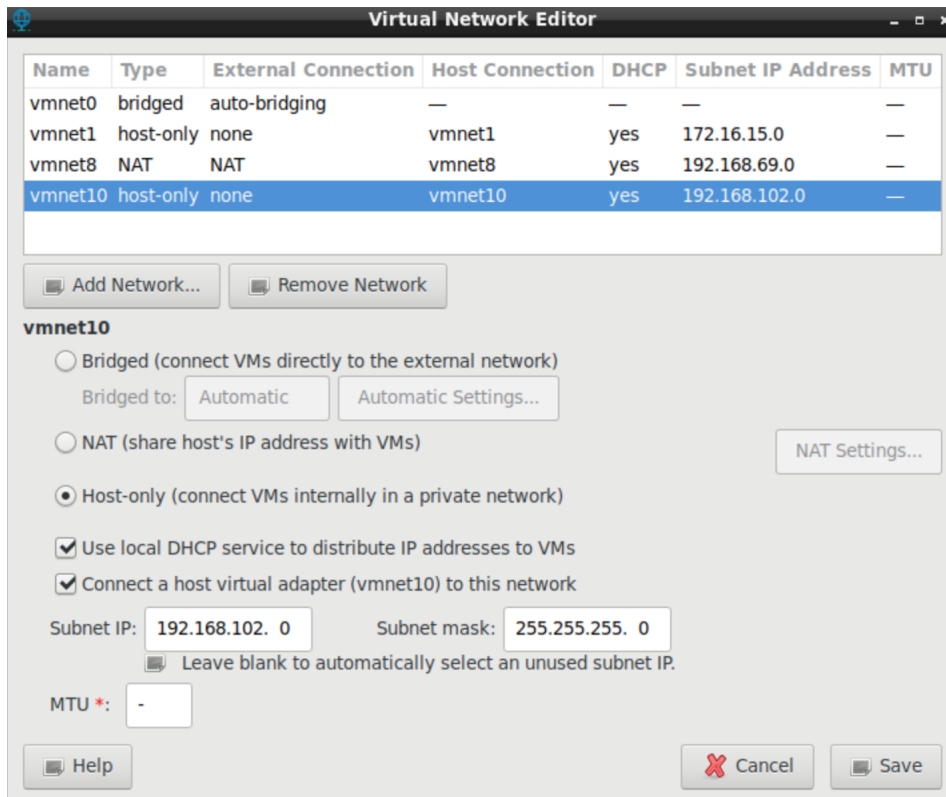 Virtual Network Editor
Name Type External Connection Host Connection DHCP Subnet IP Address MTU
vmnet0 bridged auto-bridging — — — —
vmnet1 host-only none vmnet1 yes 172.16.15.0 —
vmnet8 NAT NAT vmnet8 yes 192.168.69.0 —
vmnet10 host-only none vmnet10 yes 192.168.102.0 —
Add Network... Remove Network
vmnet10
Bridged (connect VMs directly to the external network)
Bridged to: Automatic Automatic Settings...
NAT (share host's IP address with VMs)
NAT Settings...
Host-only (connect VMs internally in a private network)
Use local DHCP service to distribute IP addresses to VMs
Connect a host virtual adapter (vmnet10) to this network
Subnet IP: 192.168.102. 0 Subnet mask: 255.255.255. 0
Leave blank to automatically select an unused subnet IP.
MTU *: -
Help Cancel Save